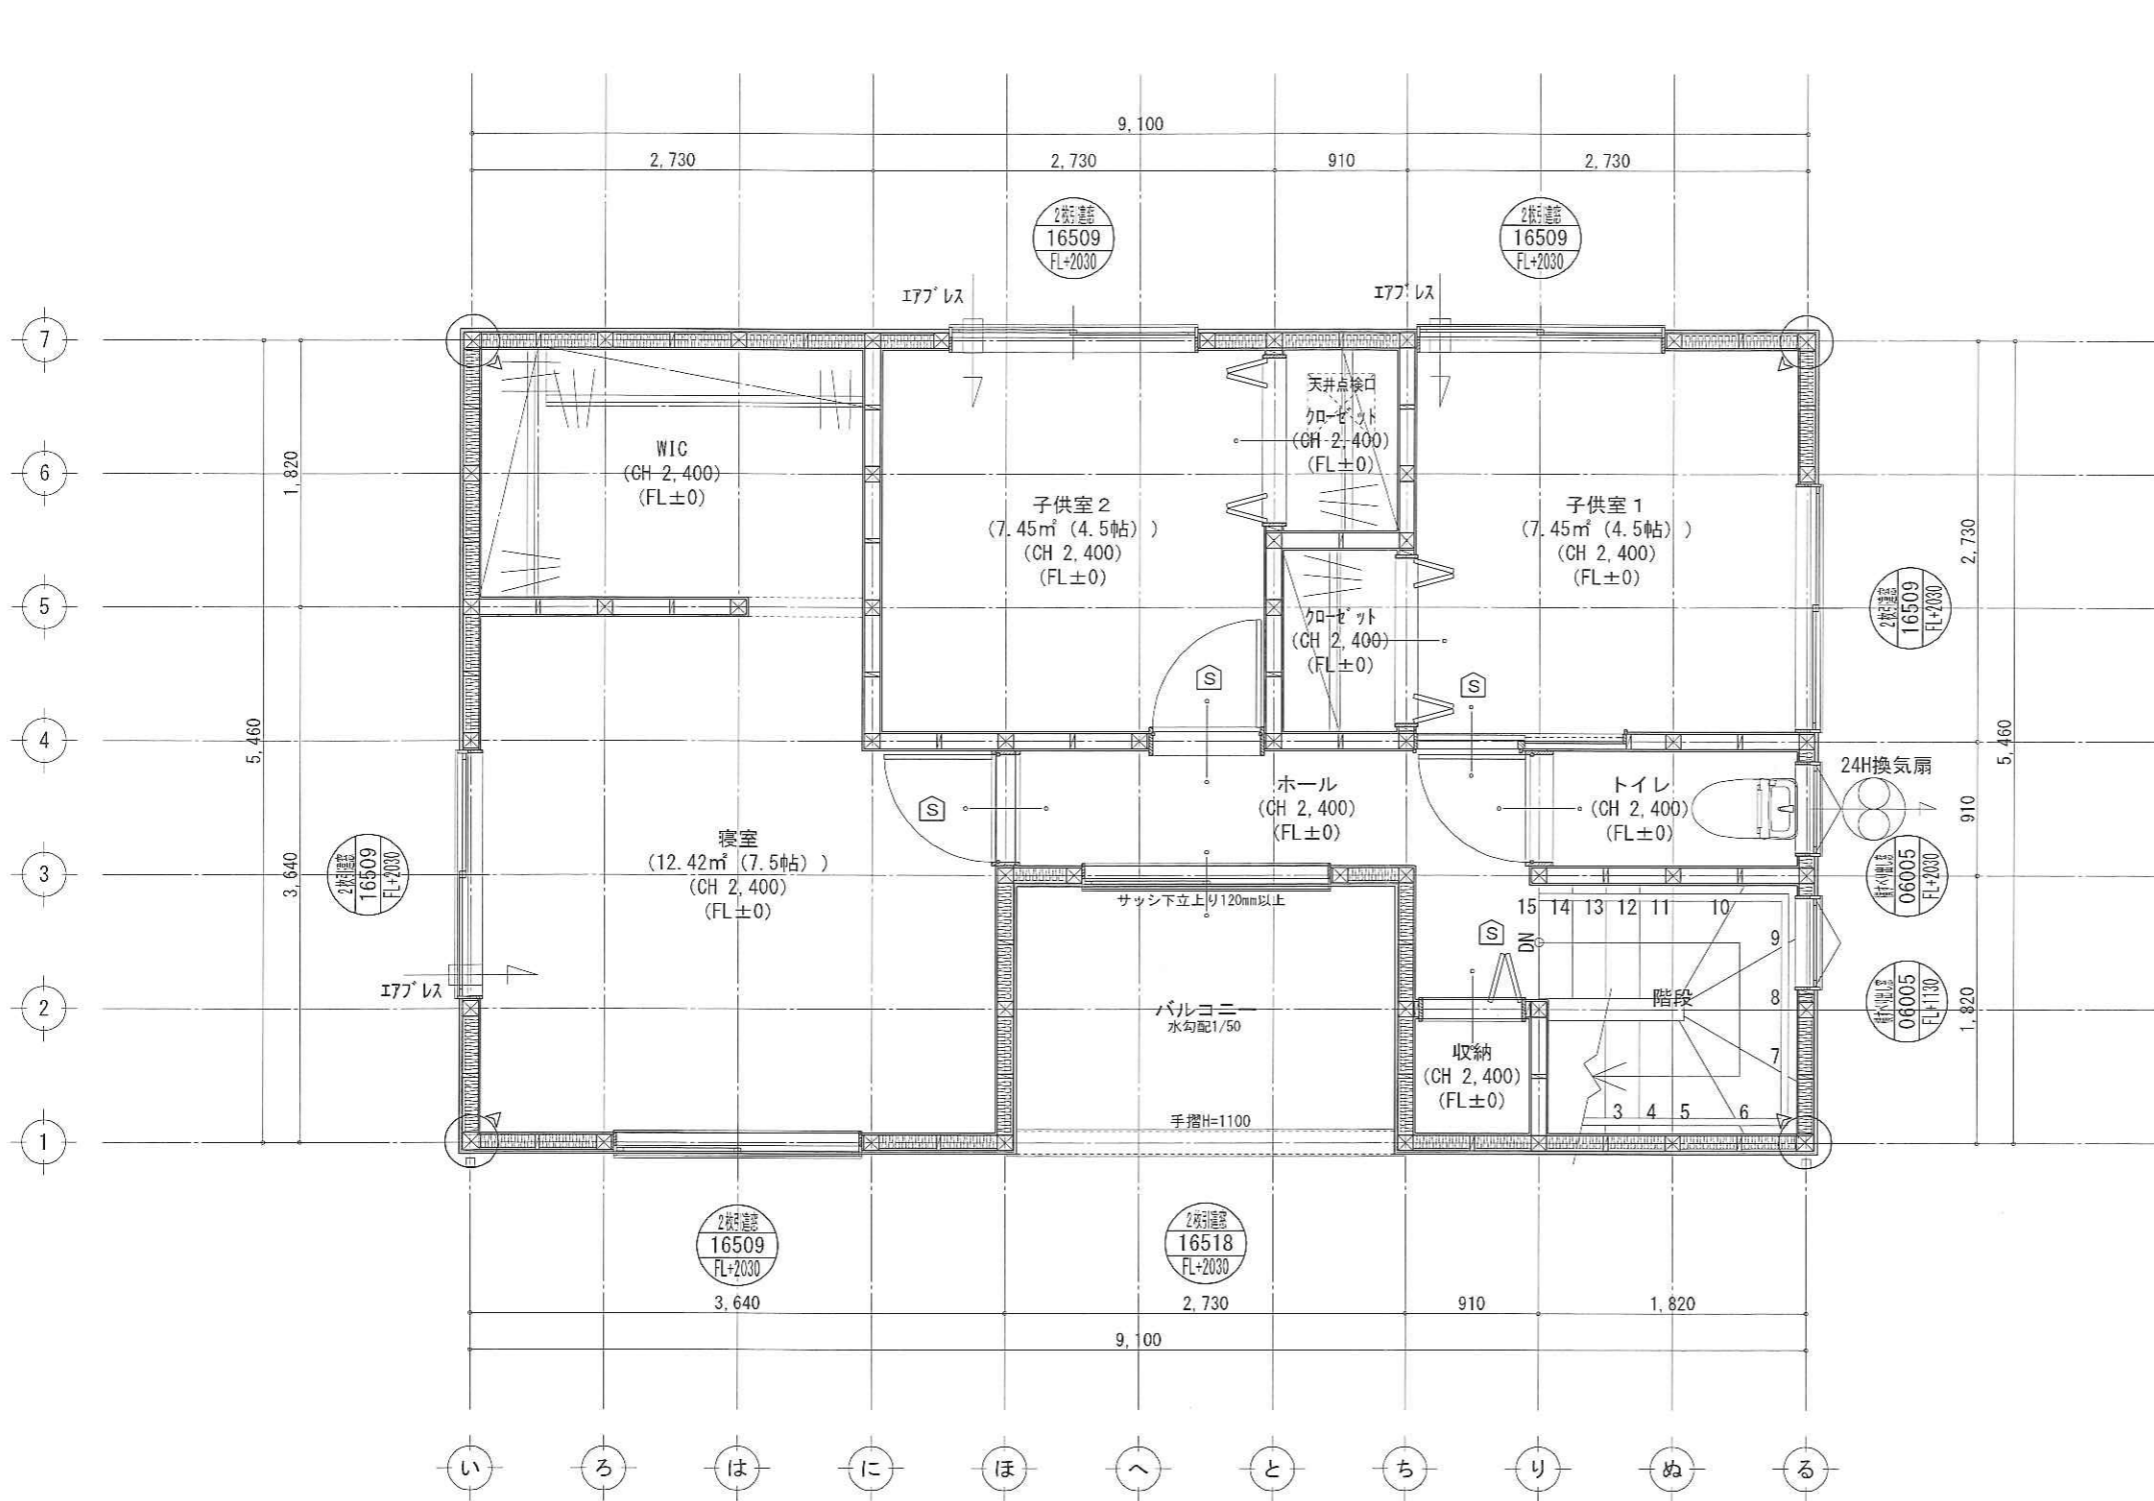 9,100
2,730
2,730
910
2,730
2枚引違窓
16509
FL+2030
2枚引違窓
16509
FL+2030
ｴｱﾌﾞﾚｽ
ｴｱﾌﾞﾚｽ
7
6
5
4
3
2
1
5,460
1,820
3,640
WIC
(CH 2,400)
(FL±0)
子供室２
(7.45㎡ (4.5帖) )
(CH 2,400)
(FL±0)
天井点検口
ｸﾛｰｾﾞｯﾄ
(CH 2,400)
(FL±0)
ｸﾛｰｾﾞｯﾄ
(CH 2,400)
(FL±0)
子供室１
(7.45㎡ (4.5帖) )
(CH 2,400)
(FL±0)
S
S
2,730
5,460
910
1,820
2枚引違窓
16509
FL+2030
24H換気扇
06005
FL+2030
06005
FL+1130
2枚引違窓
16509
FL+2030
ｴｱﾌﾞﾚｽ
寝室
(12.42㎡ (7.5帖) )
(CH 2,400)
(FL±0)
S
ホール
(CH 2,400)
(FL±0)
トイレ
(CH 2,400)
(FL±0)
サッシ下立上り120mm以上
バルコニー
水勾配1/50
手摺H=1100
S
DN
15 14 13 12 11 10
9
8
7
階段
3 4 5 6
収納
(CH 2,400)
(FL±0)
2枚引違窓
16509
FL+2030
2枚引違窓
16518
FL+2030
3,640
2,730
910
1,820
9,100
い ろ は に ほ へ と ち り ぬ る